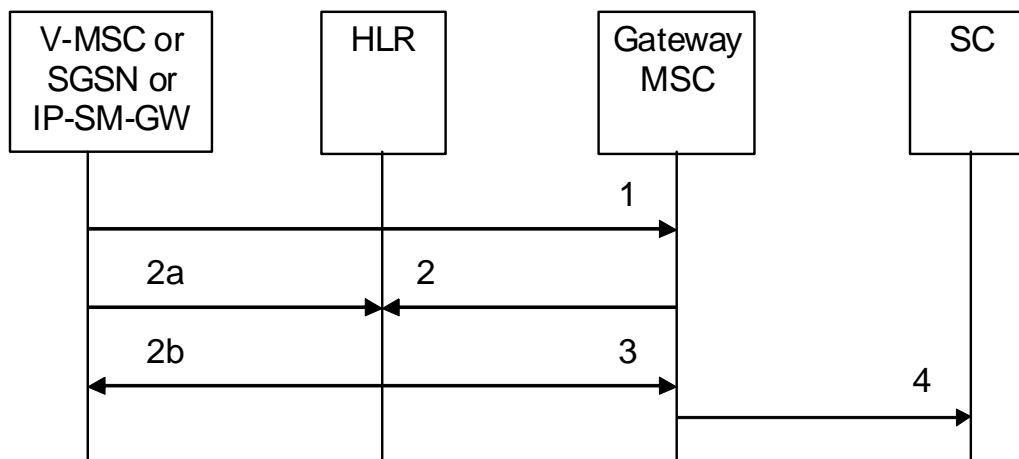 V-MSC or
SGSN or
IP-SM-GW
HLR
Gateway
MSC
SC
1
2a
2
2b
3
4